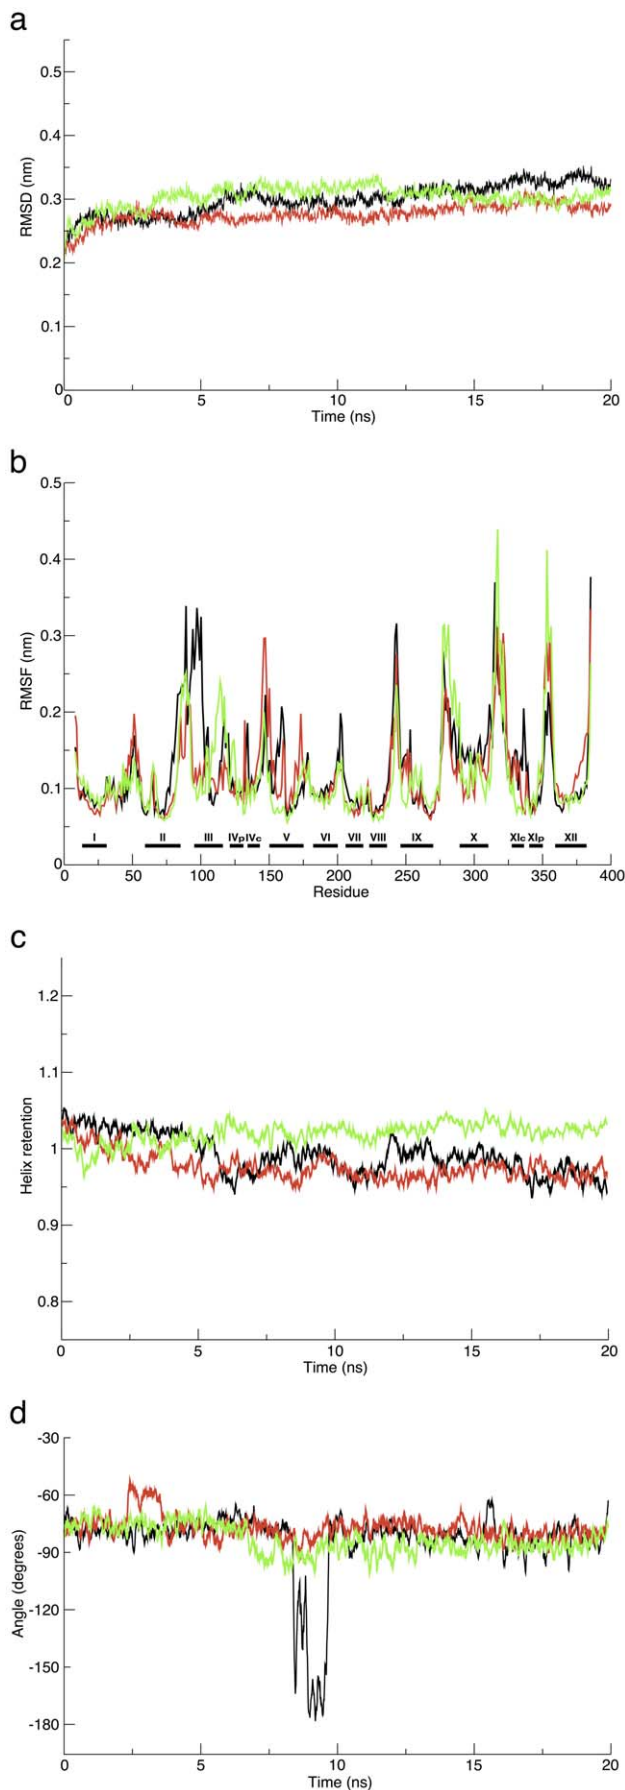 a
0.5
0.4
0.3
0.2
0.1
0
RMSD (nm)
0 5 10 15 20
Time (ns)
b
0.5
0.4
0.3
0.2
0.1
0
RMSF (nm)
I II III IVp IVc V VI VII VIII IX X XIc XIp XII
0 50 100 150 200 250 300 350 400
Residue
c
1.2
1.1
1
0.9
0.8
Helix retention
0 5 10 15 20
Time (ns)
d
-30
-60
-90
-120
-150
-180
Angle (degrees)
0 5 10 15 20
Time (ns)